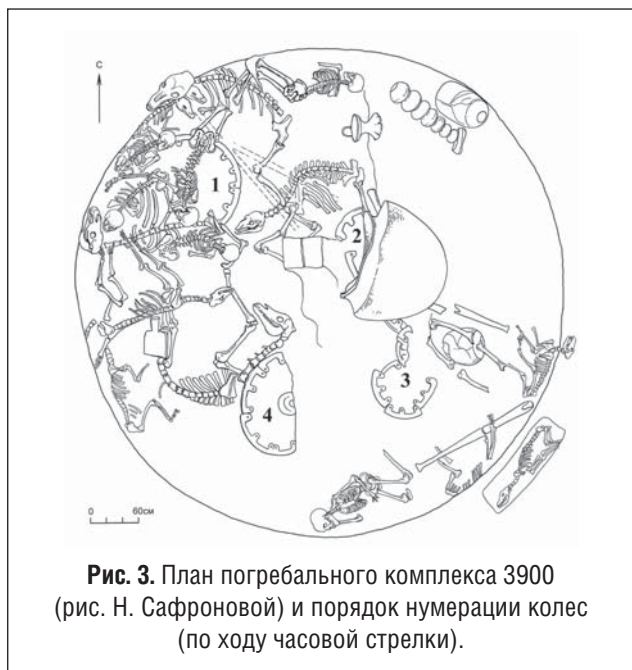 С
1
2
3
4
0 60см
Рис. 3. План погребального комплекса 3900
(рис. Н. Сафроновой) и порядок нумерации колес
(по ходу часовой стрелки).